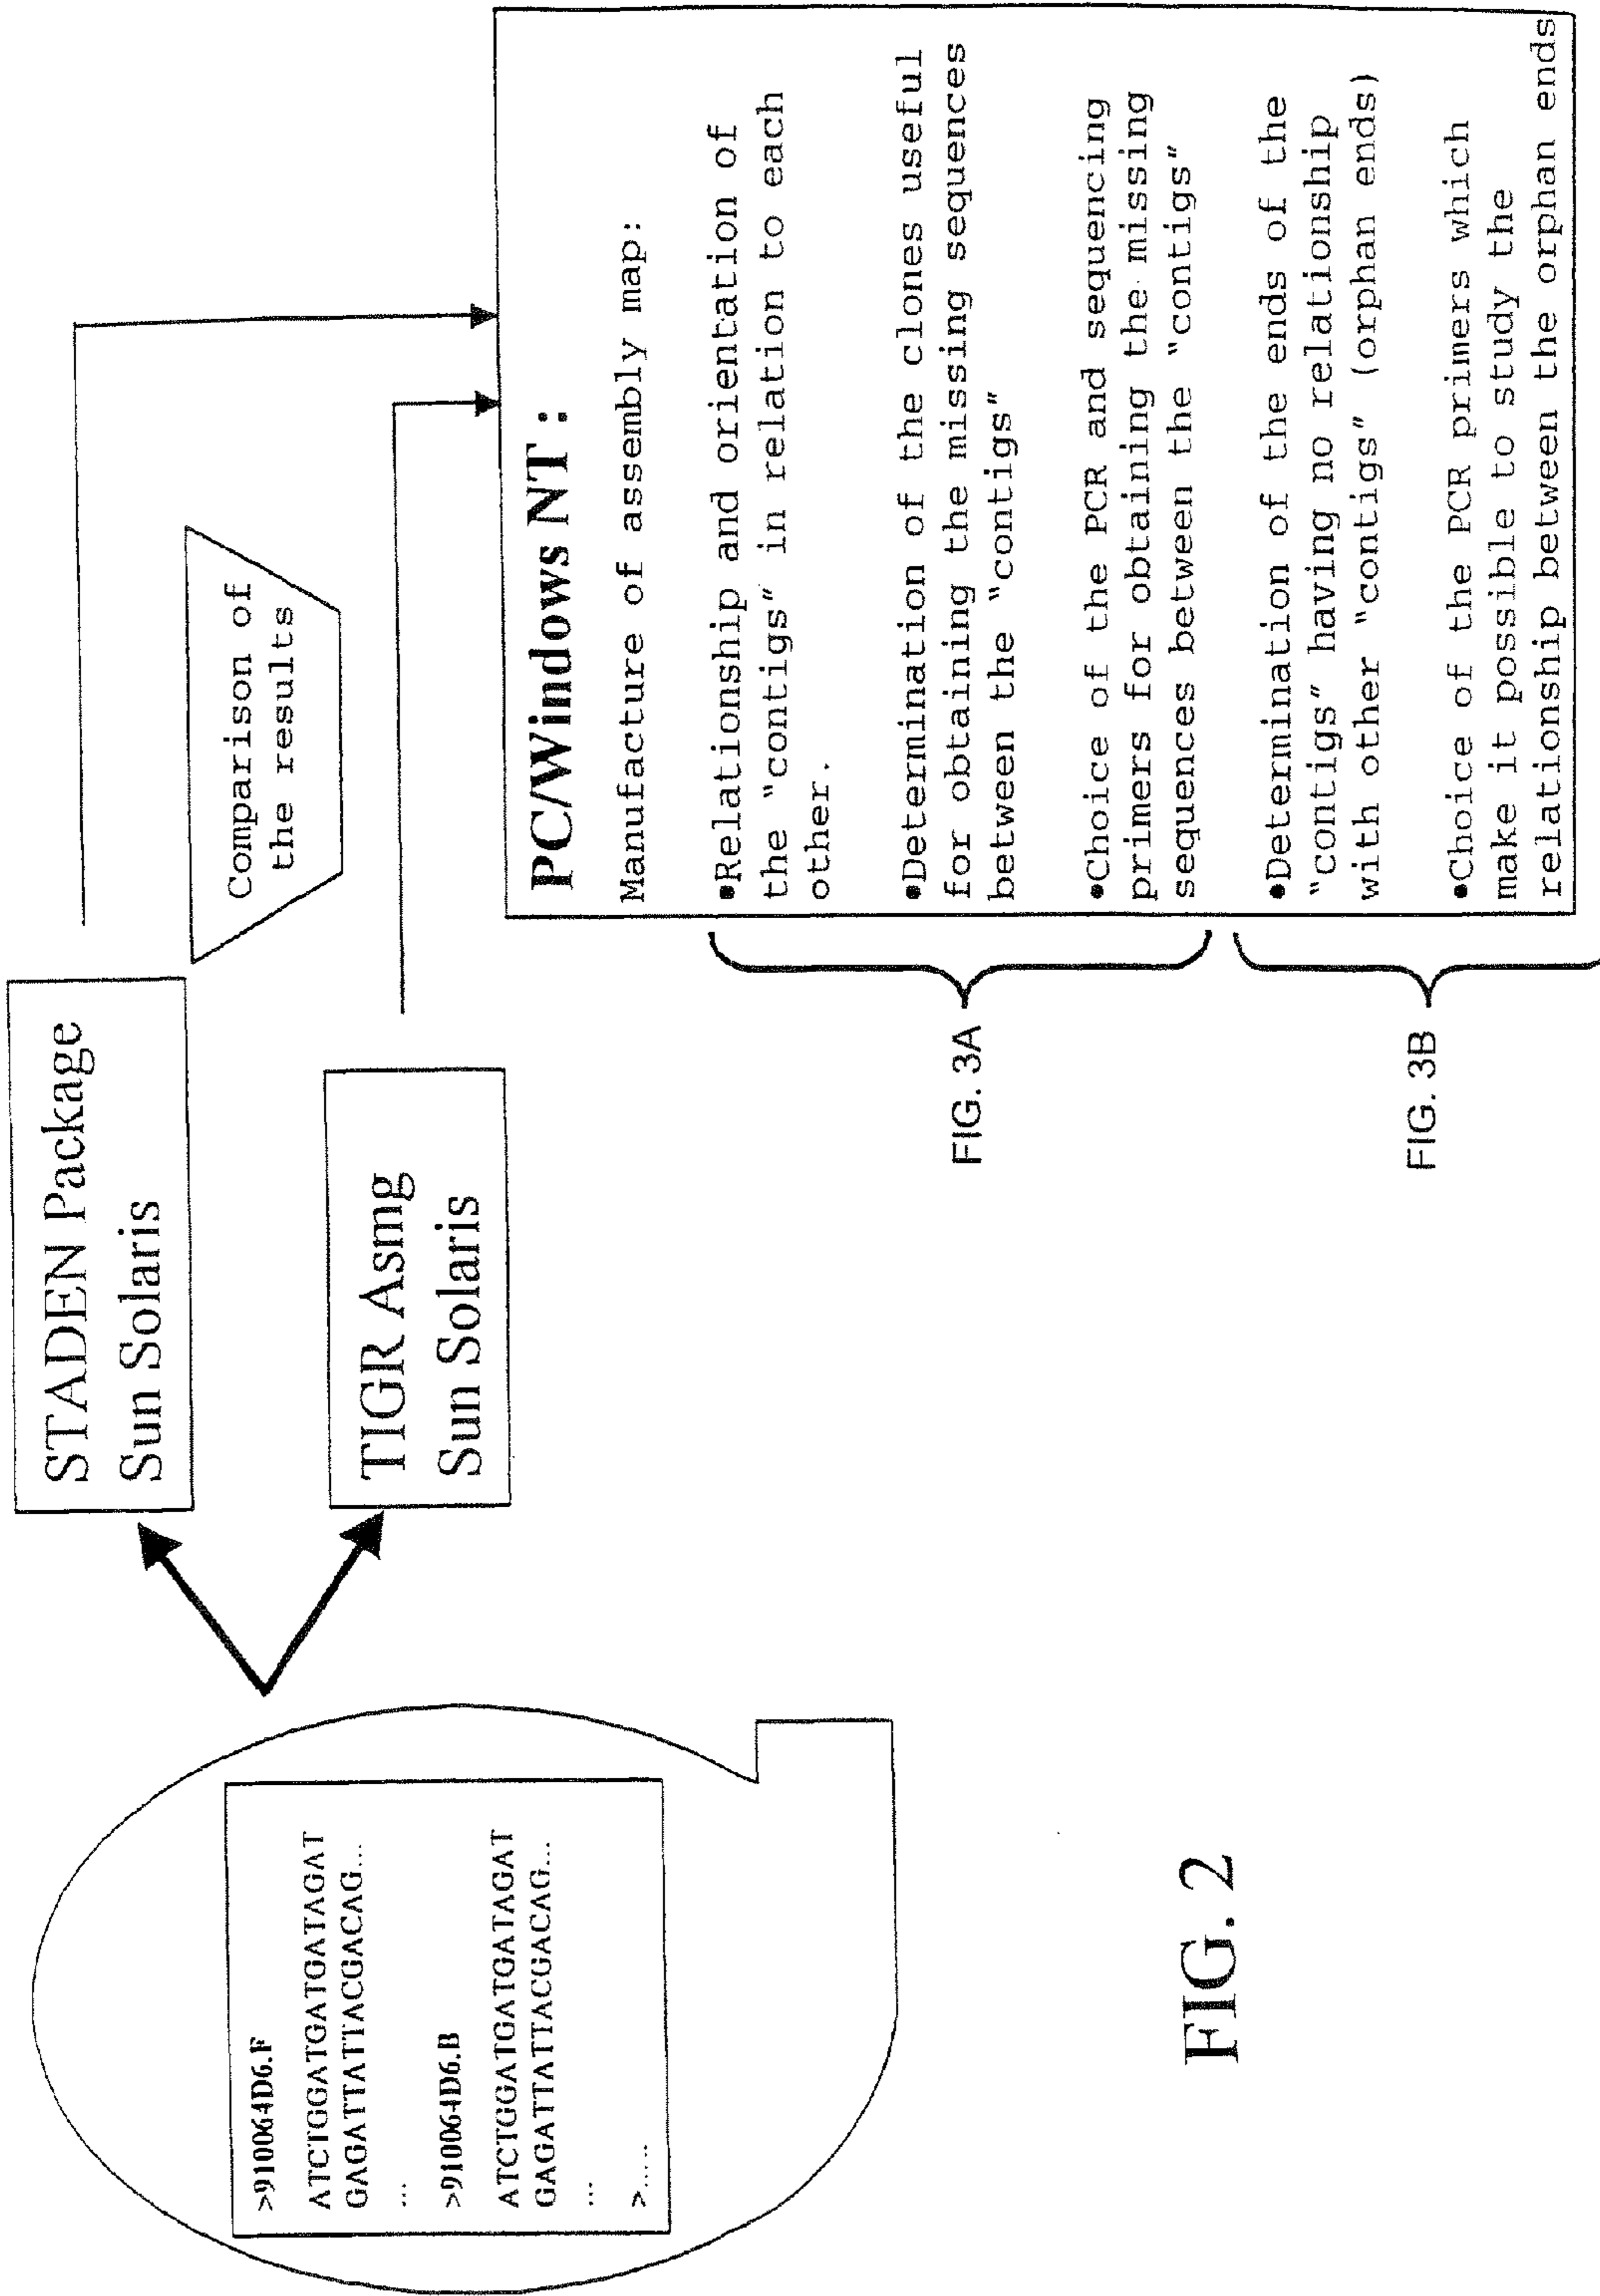 >910064D6.F
ATCTGGATGATGATAGAT
GAGATTATTACGACAG...
...
>910064D6.B
ATCTGGATGATGATAGAT
GAGATTATTACGACAG...
...
>.....
STADEN Package
Sun Solaris
TIGR Asmg
Sun Solaris
Comparison of
the results
PC/Windows NT :
Manufacture of assembly map:
•Relationship and orientation of
the "contigs" in relation to each
other.
•Determination of the clones useful
for obtaining the missing sequences
between the "contigs"
•Choice of the PCR and sequencing
primers for obtaining the missing
sequences between the "contigs"
•Determination of the ends of the
"contigs" having no relationship
with other "contigs" (orphan ends)
•Choice of the PCR primers which
make it possible to study the
relationship between the orphan ends
FIG. 3A
FIG. 3B
FIG. 2